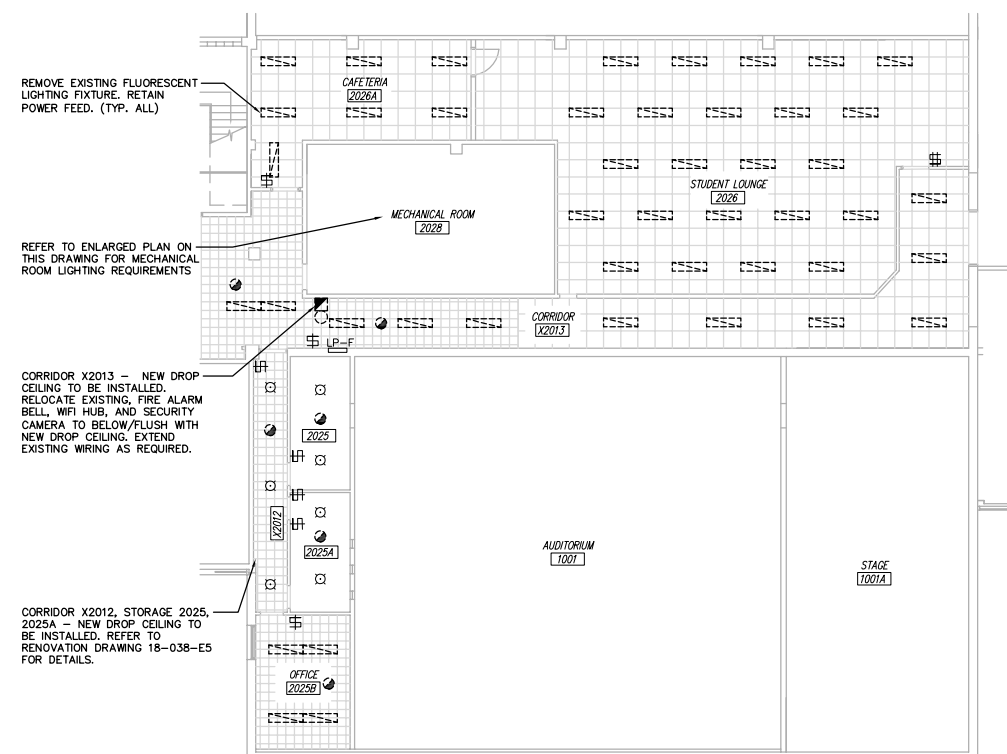 REMOVE EXISTING FLUORESCENT
LIGHTING FIXTURE. RETAIN
POWER FEED. (TYP. ALL)
CAFETERIA
2026A
STUDENT LOUNGE
2026
MECHANICAL ROOM
2028
REFER TO ENLARGED PLAN ON
THIS DRAWING FOR MECHANICAL
ROOM LIGHTING REQUIREMENTS
CORRIDOR
X2013
LP-F
CORRIDOR X2013 – NEW DROP
CEILING TO BE INSTALLED.
RELOCATE EXISTING, FIRE ALARM
BELL, WIFI HUB, AND SECURITY
CAMERA TO BELOW/FLUSH WITH
NEW DROP CEILING. EXTEND
EXISTING WIRING AS REQUIRED.
2025
X2012
2025A
AUDITORIUM
1001
STAGE
1001A
CORRIDOR X2012, STORAGE 2025,
2025A – NEW DROP CEILING TO
BE INSTALLED. REFER TO
RENOVATION DRAWING 18-038-E5
FOR DETAILS.
OFFICE
2025B